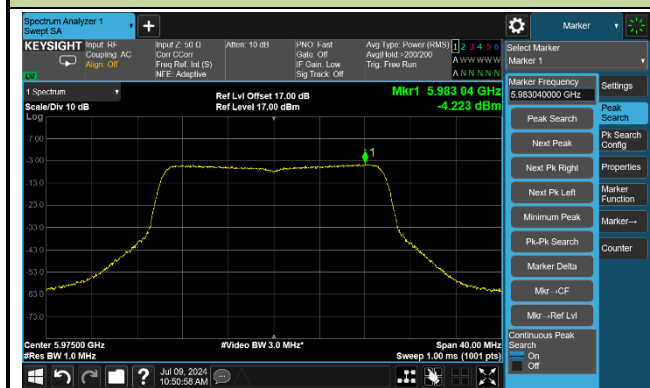 Spectrum Analyzer 1
Swept SA
Marker
KEYSIGHT
Input: RF
Coupling: AC
Align: Off
Input Z: 50 Ω
Corr CCorr
Freq Ref: Int (S)
NFE: Adaptive
Atten: 10 dB
PNO: Fast
Gate: Off
IF Gain: Low
Sig Track: Off
Avg Type: Power (RMS)
Avg|Hold:>200/200
Trig: Free Run
1 2 3 4 5 6
A W W W W W
A N N N N N
LV
Select Marker
Marker 1
1 Spectrum
Scale/Div 10 dB
Log
Ref Lvl Offset 17.00 dB
Ref Level 17.00 dBm
Mkr1 5.983 04 GHz
-4.223 dBm
7.00
-3.00
-13.0
-23.0
-33.0
-43.0
-53.0
-63.0
-73.0
1
Center 5.97500 GHz
#Res BW 1.0 MHz
#Video BW 3.0 MHz*
Span 40.00 MHz
Sweep 1.00 ms (1001 pts)
Marker Frequency
5.983040000 GHz
Peak Search
Next Peak
Next Pk Right
Next Pk Left
Minimum Peak
Pk-Pk Search
Marker Delta
Mkr→CF
Mkr→Ref Lvl
Continuous Peak
Search
On
Off
Settings
Peak
Search
Pk Search
Config
Properties
Marker
Function
Marker→
Counter
Jul 09, 2024
10:50:58 AM